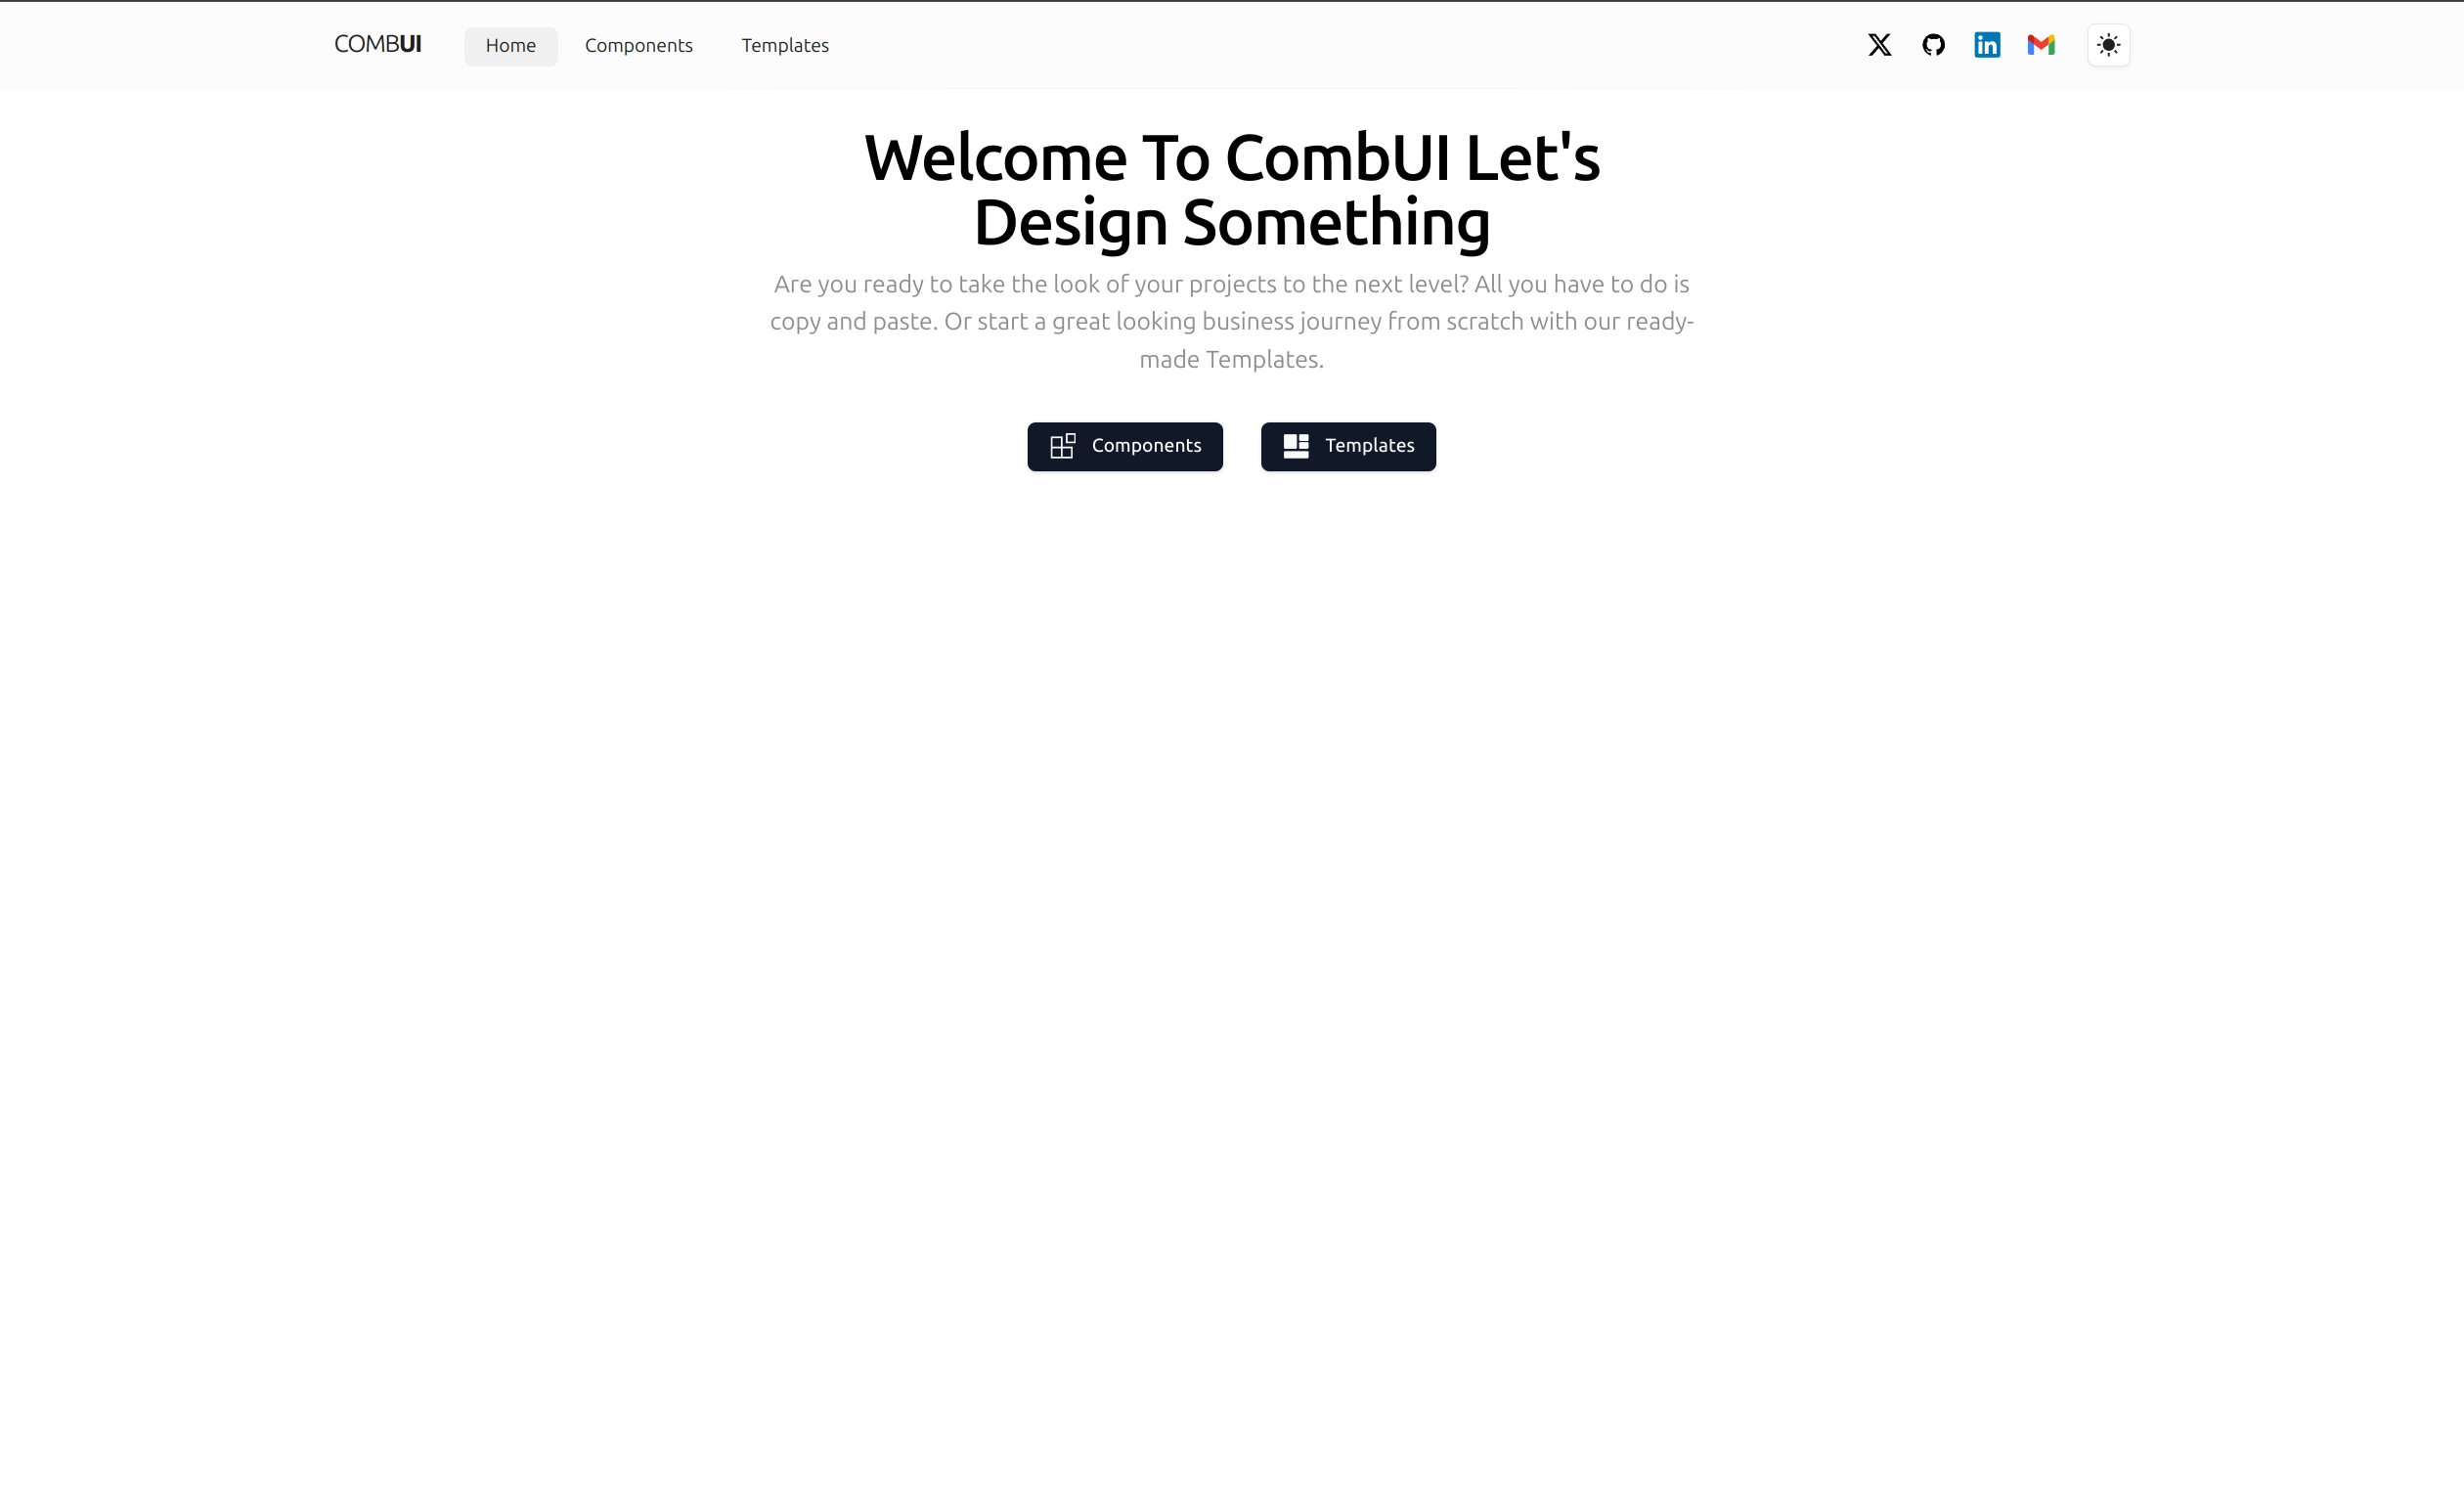 COMBUI
Home
Components
Templates
Welcome To CombUI Let's
Design Something
Are you ready to take the look of your projects to the next level? All you have to do is
copy and paste. Or start a great looking business journey from scratch with our ready-
made Templates.
Components
Templates